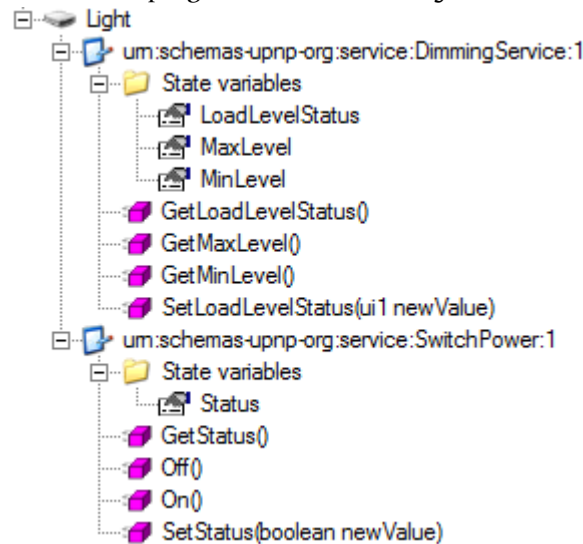 Light
urn:schemas-upnp-org:service:DimmingService:1
State variables
LoadLevelStatus
MaxLevel
MinLevel
GetLoadLevelStatus()
GetMaxLevel()
GetMinLevel()
SetLoadLevelStatus(ui1 newValue)
urn:schemas-upnp-org:service:SwitchPower:1
State variables
Status
GetStatus()
Off()
On()
SetStatus(boolean newValue)